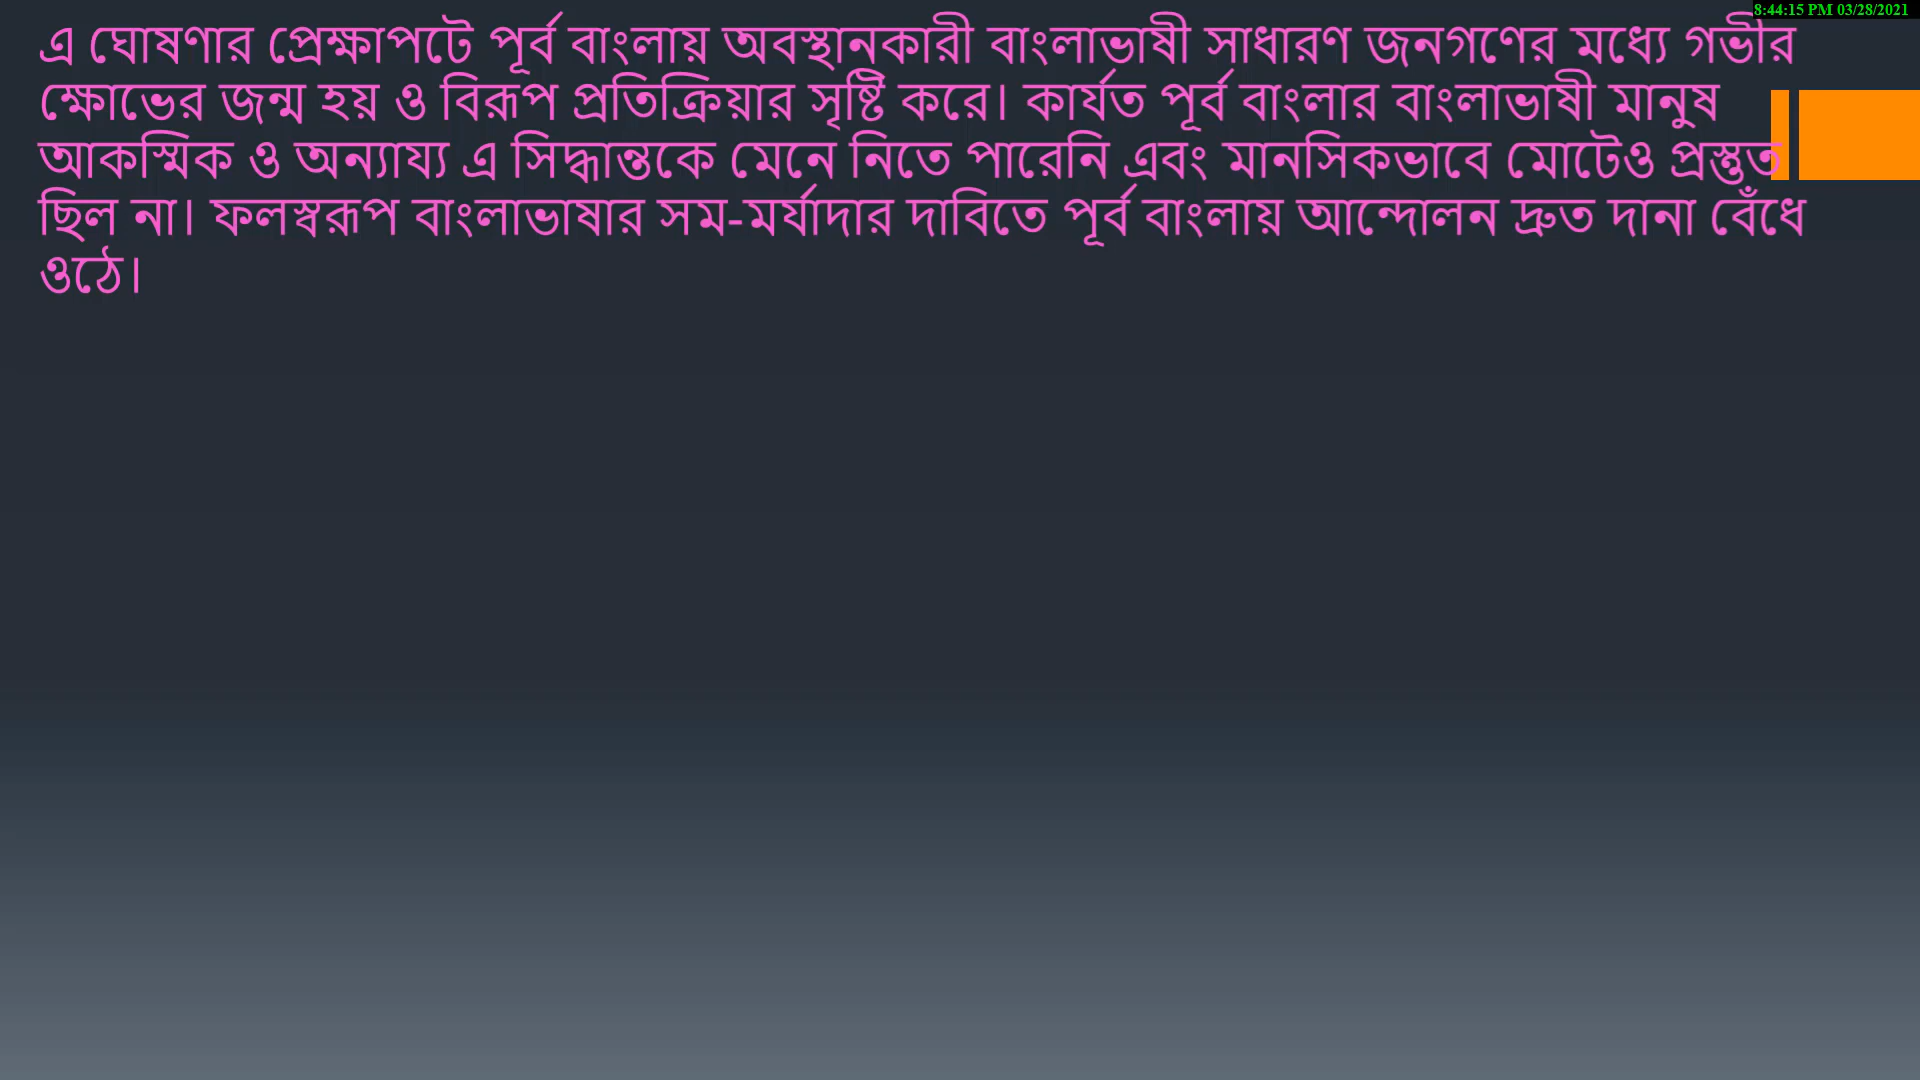 8:44:15 PM 03/28/2021
এ ঘোষণার প্রেক্ষাপটে পূর্ব বাংলায় অবস্থানকারী বাংলাভাষী সাধারণ জনগণের মধ্যে গভীর
ক্ষোভের জন্ম হয় ও বিরূপ প্রতিক্রিয়ার সৃষ্টি করে। কার্যত পূর্ব বাংলার বাংলাভাষী মানুষ
আকস্মিক ও অন্যায্য এ সিদ্ধান্তকে মেনে নিতে পারেনি এবং মানসিকভাবে মোটেও প্রস্তুত
ছিল না। ফলস্বরূপ বাংলাভাষার সম-মর্যাদার দাবিতে পূর্ব বাংলায় আন্দোলন দ্রুত দানা বেঁধে
ওঠে।